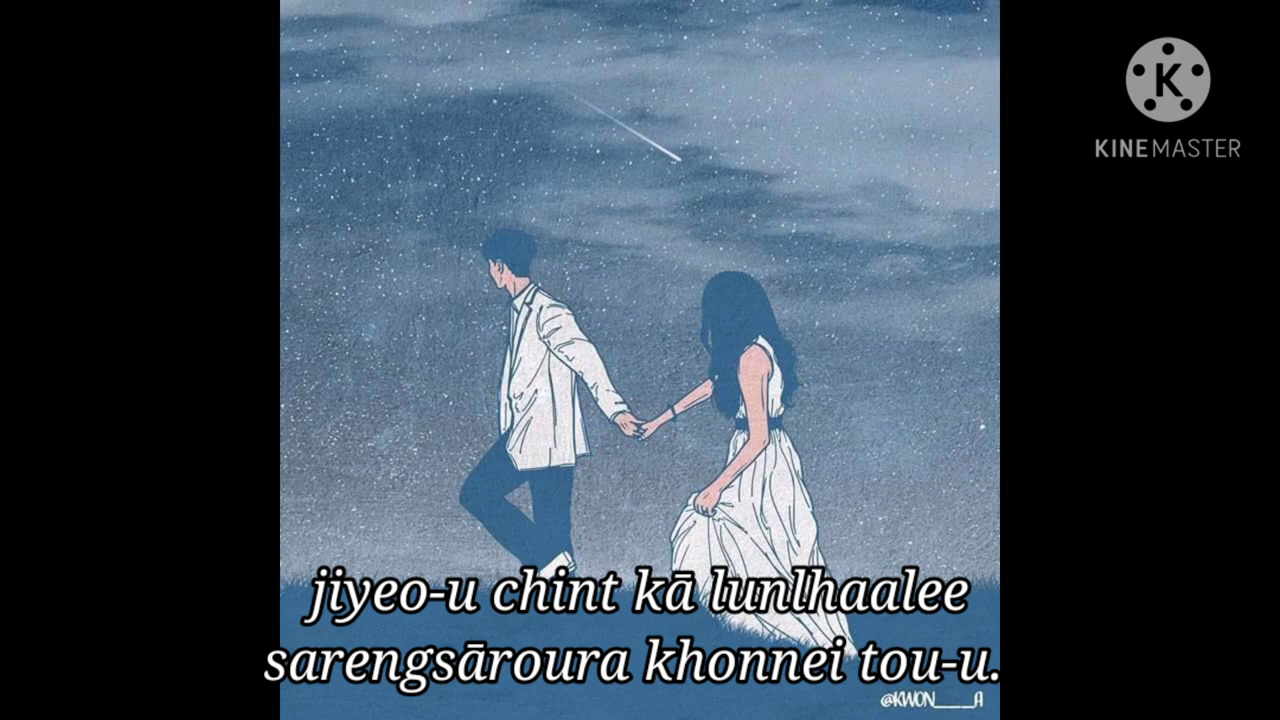 KINEMASTER
jiyeo-u chint kā lunlhaalee
sarengsāroura khonnei tou-u.
@KWON___A